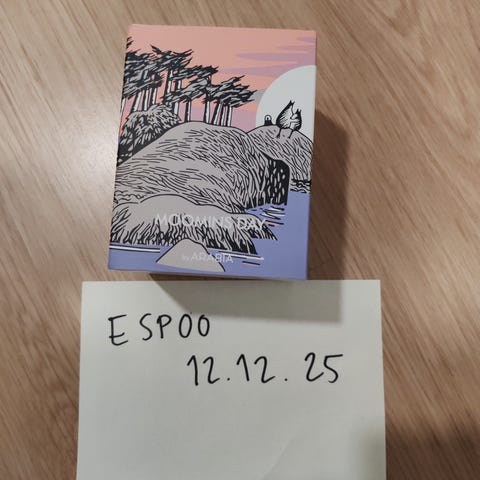 MOOMINS DAY
by ARABIA
ESPOO
12.12.25